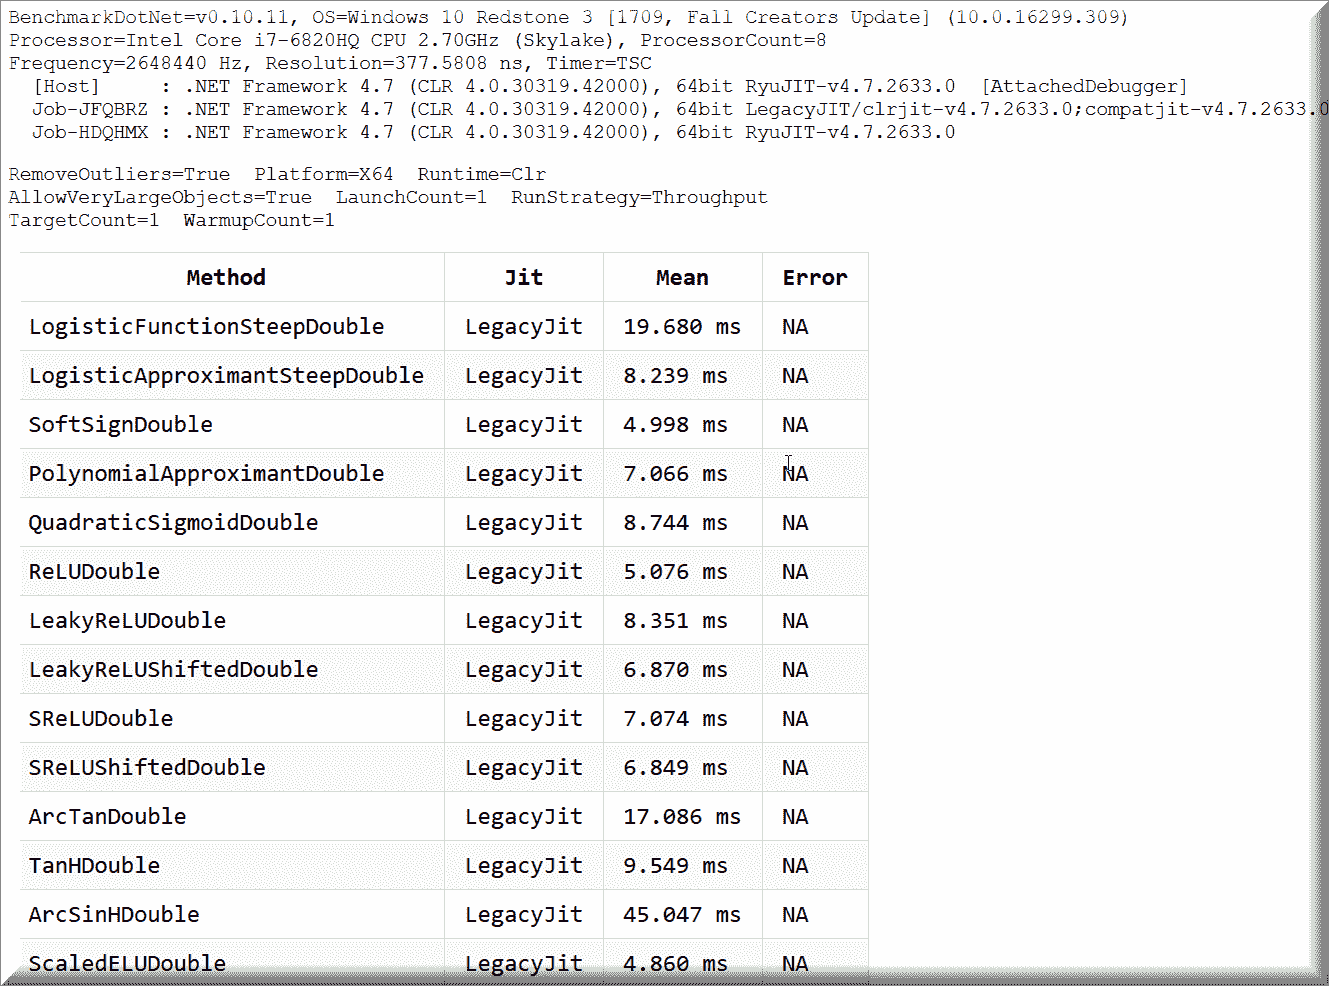 BenchmarkDotNet=v0.10.11, OS=Windows 10 Redstone 3 [1709, Fall Creators Update] (10.0.16299.309)
Processor=Intel Core i7-6820HQ CPU 2.70GHz (Skylake), ProcessorCount=8
Frequency=2648440 Hz, Resolution=377.5808 ns, Timer=TSC
[Host] : .NET Framework 4.7 (CLR 4.0.30319.42000), 64bit RyuJIT-v4.7.2633.0 [AttachedDebugger]
Job-JFQBRZ : .NET Framework 4.7 (CLR 4.0.30319.42000), 64bit LegacyJIT/clrjit-v4.7.2633.0;compatjit-v4.7.2633.0
Job-HDQHMX : .NET Framework 4.7 (CLR 4.0.30319.42000), 64bit RyuJIT-v4.7.2633.0
RemoveOutliers=True Platform=X64 Runtime=Clr
AllowVeryLargeObjects=True LaunchCount=1 RunStrategy=Throughput
TargetCount=1 WarmupCount=1
Method Jit Mean Error
LogisticFunctionSteepDouble LegacyJit 19.680 ms NA
LogisticApproximantSteepDouble LegacyJit 8.239 ms NA
SoftSignDouble LegacyJit 4.998 ms NA
PolynomialApproximantDouble LegacyJit 7.066 ms NA
QuadraticSigmoidDouble LegacyJit 8.744 ms NA
ReLUDouble LegacyJit 5.076 ms NA
LeakyReLUDouble LegacyJit 8.351 ms NA
LeakyReLUShiftedDouble LegacyJit 6.870 ms NA
SReLUDouble LegacyJit 7.074 ms NA
SReLUShiftedDouble LegacyJit 6.849 ms NA
ArcTanDouble LegacyJit 17.086 ms NA
TanHDouble LegacyJit 9.549 ms NA
ArcSinHDouble LegacyJit 45.047 ms NA
ScaledELUDouble LegacyJit 4.860 ms NA